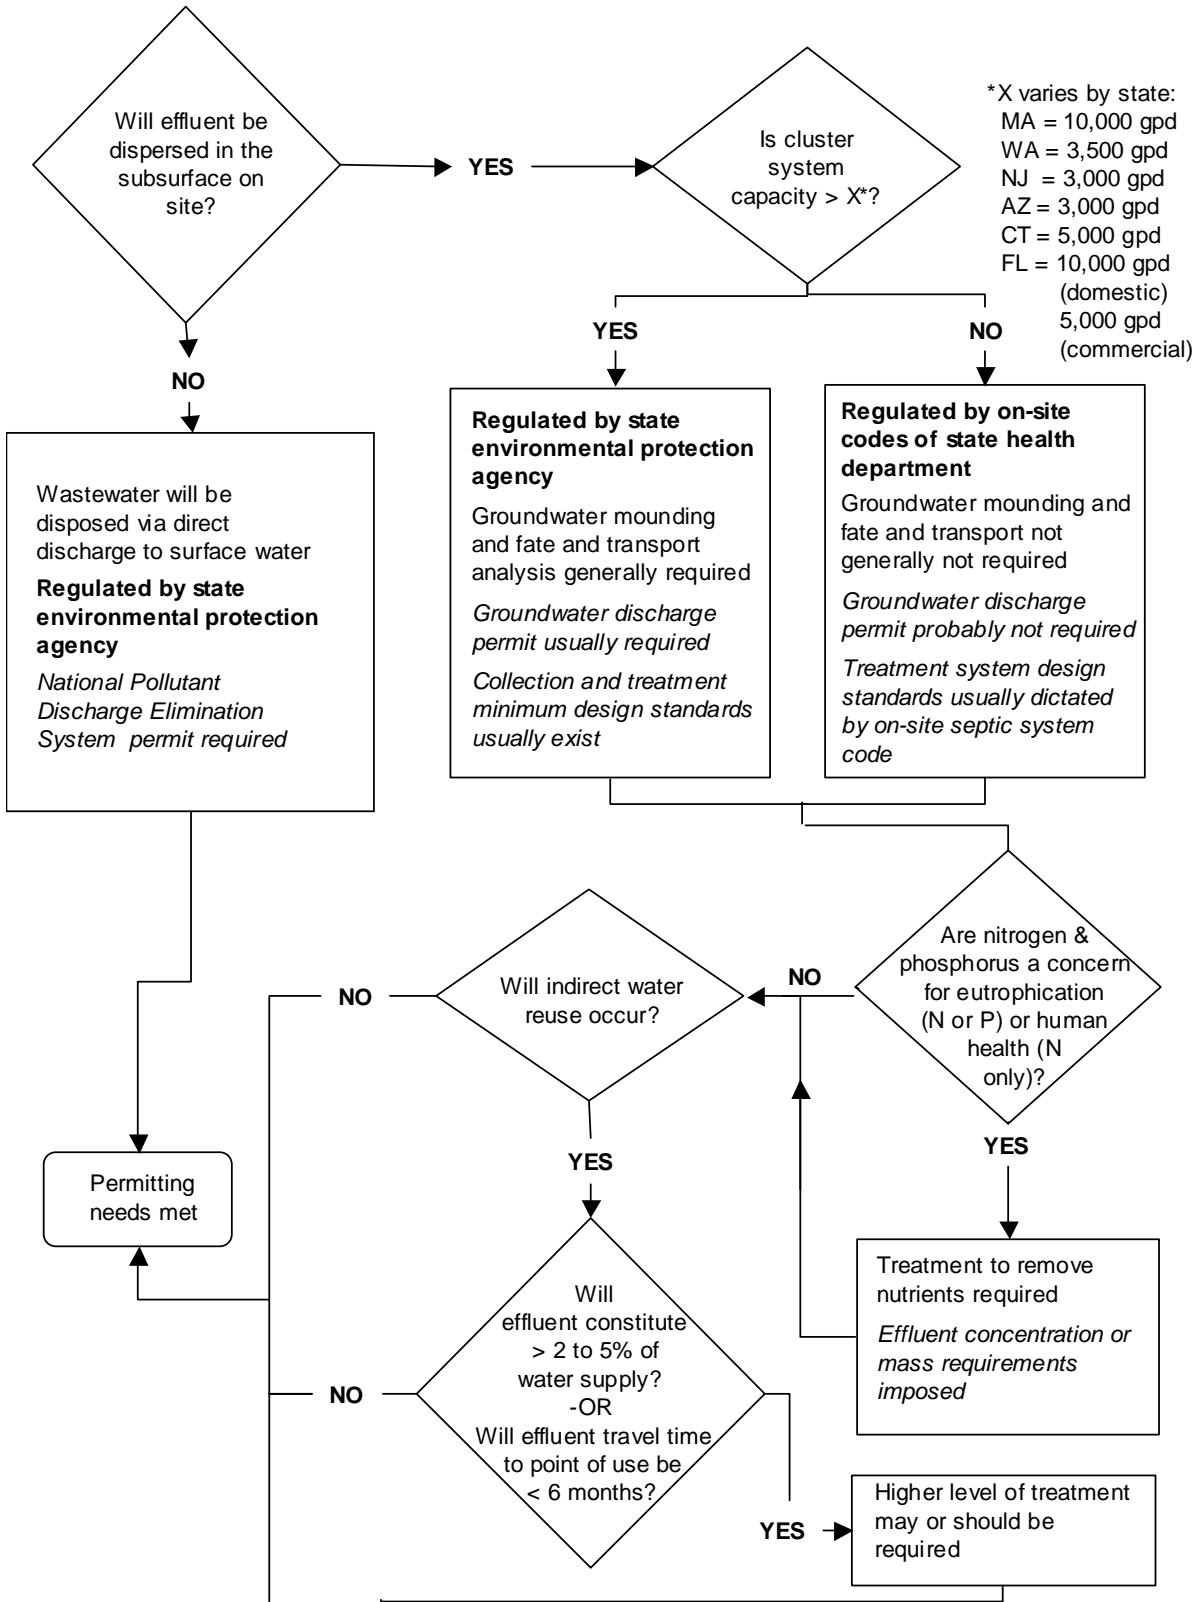 Will effluent be
dispersed in the
subsurface on
site?
YES
Is cluster
system
capacity > X*?
*X varies by state:
MA = 10,000 gpd
WA = 3,500 gpd
NJ = 3,000 gpd
AZ = 3,000 gpd
CT = 5,000 gpd
FL = 10,000 gpd
(domestic)
5,000 gpd
(commercial)
NO
YES
NO
Wastewater will be
disposed via direct
discharge to surface water
Regulated by state
environmental protection
agency
National Pollutant
Discharge Elimination
System permit required
Regulated by state
environmental protection
agency
Groundwater mounding
and fate and transport
analysis generally required
Groundwater discharge
permit usually required
Collection and treatment
minimum design standards
usually exist
Regulated by on-site
codes of state health
department
Groundwater mounding and
fate and transport not
generally not required
Groundwater discharge
permit probably not required
Treatment system design
standards usually dictated
by on-site septic system
code
Are nitrogen &
phosphorus a concern
for eutrophication
(N or P) or human
health (N
only)?
NO
Will indirect water
reuse occur?
NO
YES
YES
Permitting
needs met
Treatment to remove
nutrients required
Effluent concentration or
mass requirements
imposed
Will
effluent constitute
> 2 to 5% of
water supply?
-OR
Will effluent travel time
to point of use be
< 6 months?
NO
YES
Higher level of treatment
may or should be
required